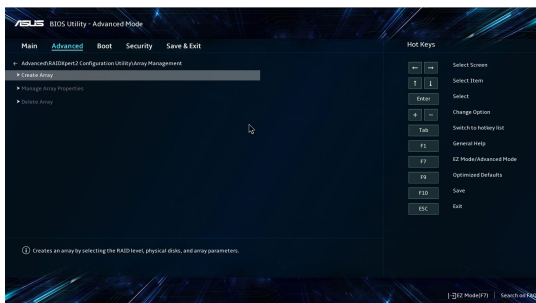 ASUS BIOS Utility - Advanced Mode
Main Advanced Boot Security Save & Exit
Hot Keys
← Advanced\RAIDXpert2 Configuration Utility\Array Management
► Create Array
► Manage Array Properties
► Delete Array
← → Select Screen
↑ ↓ Select Item
Enter Select
+ − Change Option
Tab Switch to hotkey list
F1 General Help
F7 EZ Mode/Advanced Mode
F9 Optimized Defaults
F10 Save
ESC Exit
i Creates an array by selecting the RAID level, physical disks, and array parameters.
EZ Mode(F7) | Search on FAQ